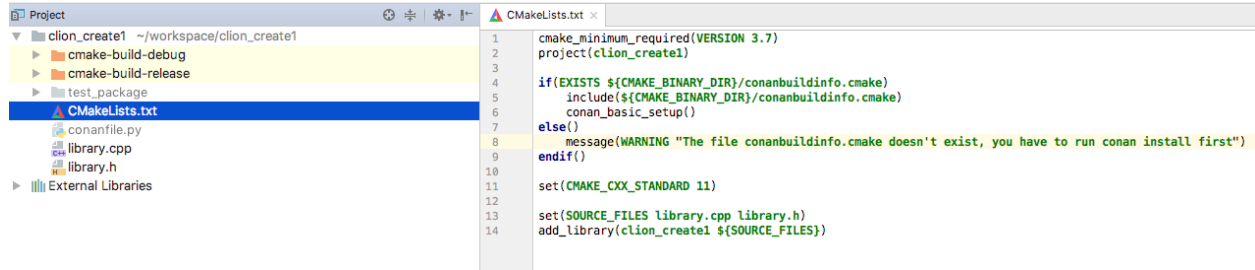 Project
clion_create1 ~/workspace/clion_create1
cmake-build-debug
cmake-build-release
test_package
CMakeLists.txt
conanfile.py
library.cpp
library.h
External Libraries
CMakeLists.txt
1 cmake_minimum_required(VERSION 3.7)
2 project(clion_create1)
3
4 if(EXISTS ${CMAKE_BINARY_DIR}/conanbuildinfo.cmake)
5     include(${CMAKE_BINARY_DIR}/conanbuildinfo.cmake)
6     conan_basic_setup()
7 else()
8     message(WARNING "The file conanbuildinfo.cmake doesn't exist, you have to run conan install first")
9 endif()
10
11 set(CMAKE_CXX_STANDARD 11)
12
13 set(SOURCE_FILES library.cpp library.h)
14 add_library(clion_create1 ${SOURCE_FILES})